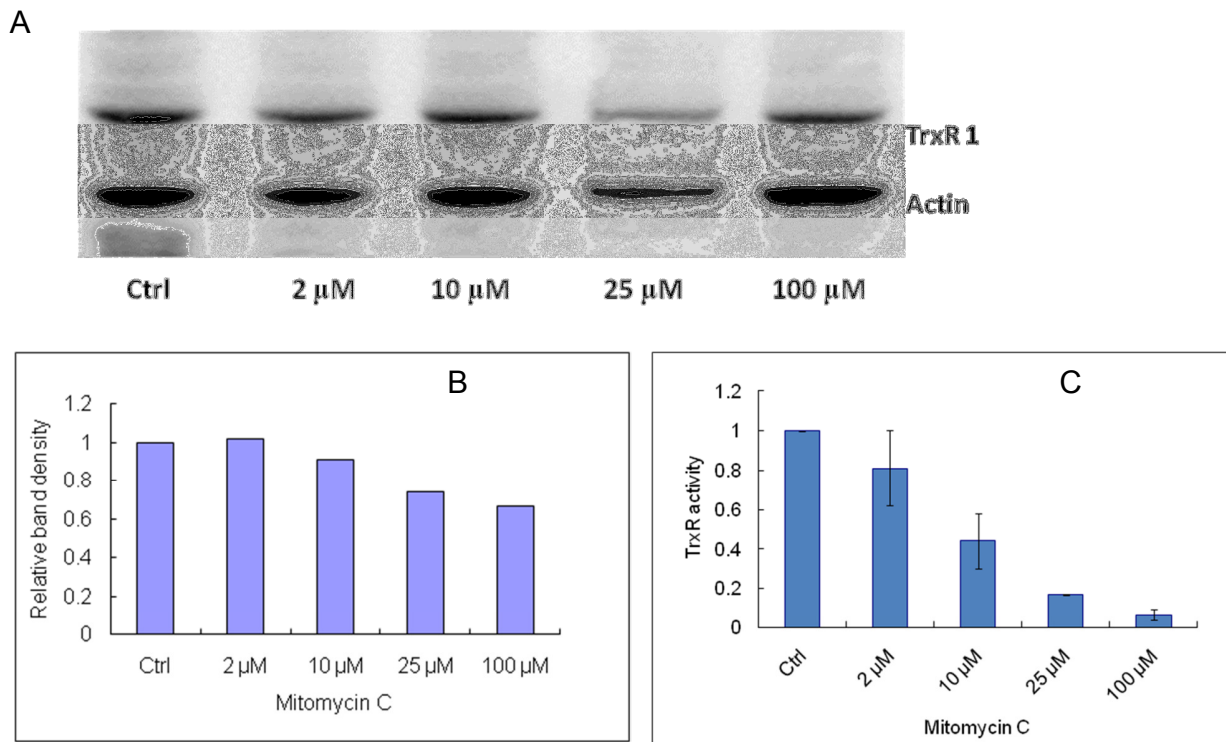 A
TrxR 1
Actin
Ctrl 2 µM 10 µM 25 µM 100 µM
B
Relative band density
1.2
1
0.8
0.6
0.4
0.2
0
Ctrl 2 µM 10 µM 25 µM 100 µM
Mitomycin C
C
TrxR activity
1.2
1
0.8
0.6
0.4
0.2
0
Ctrl 2 µM 10 µM 25 µM 100 µM
Mitomycin C